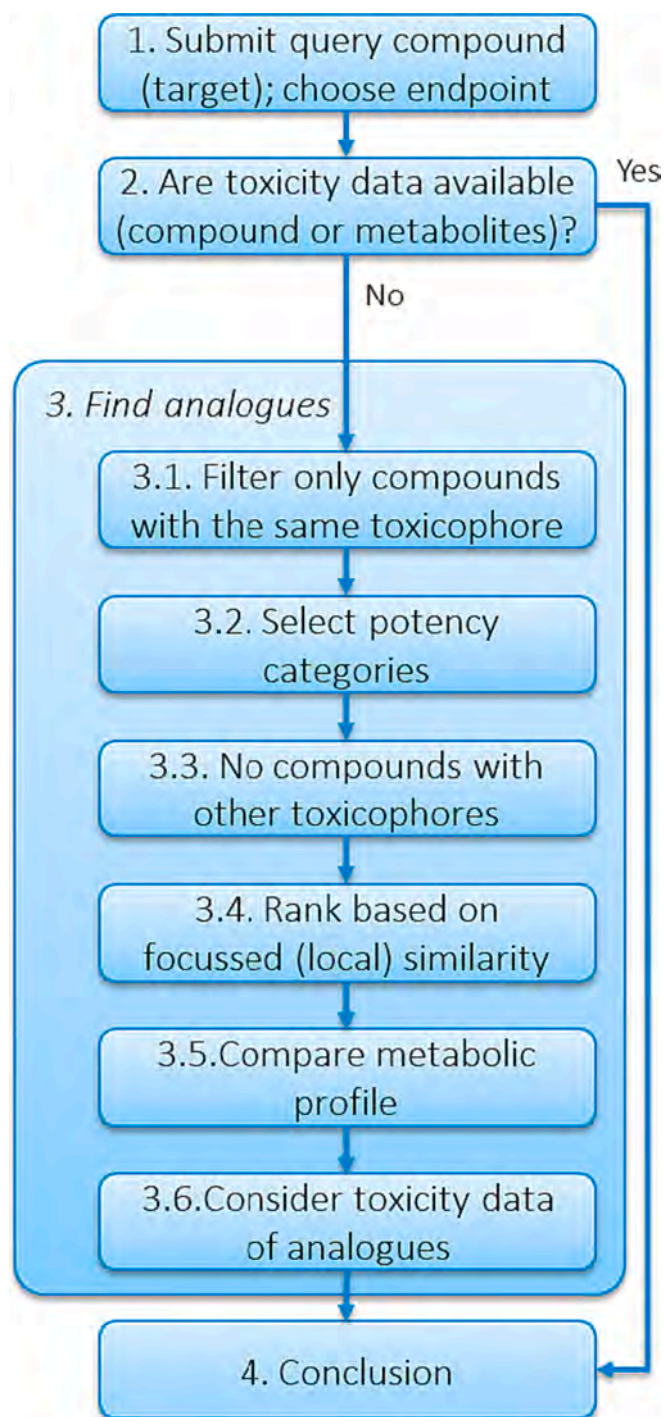 1. Submit query compound
(target); choose endpoint
2. Are toxicity data available
(compound or metabolites)?
Yes
No
3. Find analogues
3.1. Filter only compounds
with the same toxicophore
3.2. Select potency
categories
3.3. No compounds with
other toxicophores
3.4. Rank based on
focussed (local) similarity
3.5.Compare metabolic
profile
3.6.Consider toxicity data
of analogues
4. Conclusion